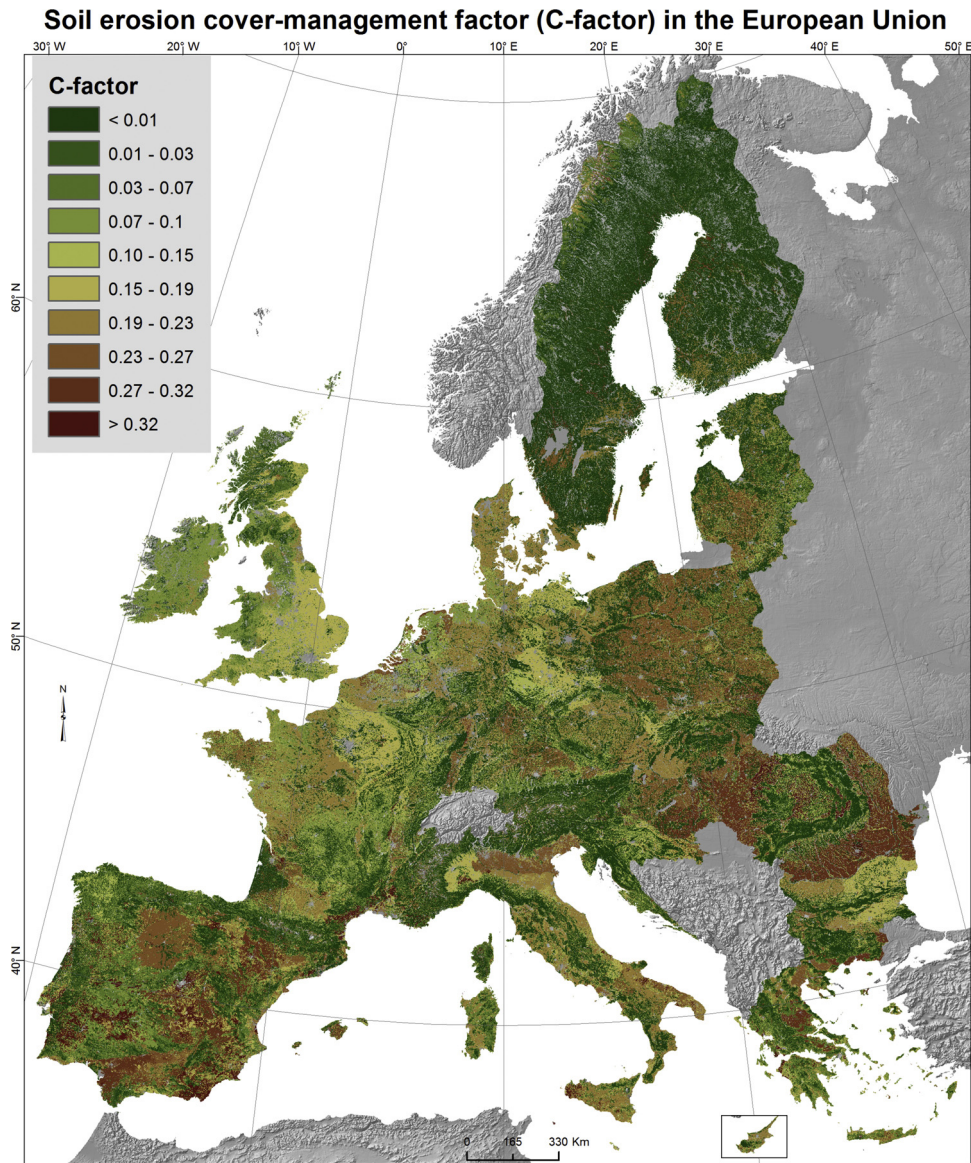 Soil erosion cover-management factor (C-factor) in the European Union
30°W 20°W 10°W 0° 10°E 20°E 30°E 40°E 50°E
C-factor
< 0.01
0.01 - 0.03
0.03 - 0.07
0.07 - 0.1
0.10 - 0.15
0.15 - 0.19
0.19 - 0.23
0.23 - 0.27
0.27 - 0.32
> 0.32
60°N
50°N
N
40°N
0 165 330 Km